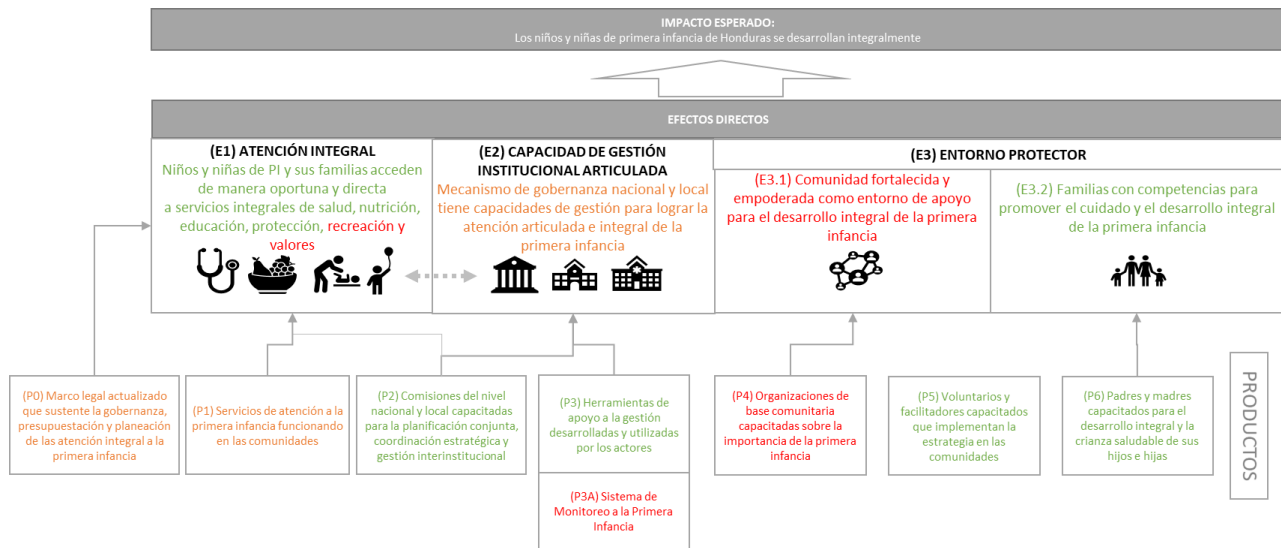 IMPACTO ESPERADO:
Los niños y niñas de primera infancia de Honduras se desarrollan integralmente
EFECTOS DIRECTOS
(E1) ATENCIÓN INTEGRAL
Niños y niñas de PI y sus familias acceden
de manera oportuna y directa
a servicios integrales de salud, nutrición,
educación, protección, recreación y
valores
(E2) CAPACIDAD DE GESTIÓN
INSTITUCIONAL ARTICULADA
Mecanismo de gobernanza nacional y local
tiene capacidades de gestión para lograr la
atención articulada e integral de la
primera infancia
(E3) ENTORNO PROTECTOR
(E3.1) Comunidad fortalecida y
empoderada como entorno de apoyo
para el desarrollo integral de la primera
infancia
(E3.2) Familias con competencias para
promover el cuidado y el desarrollo integral
de la primera infancia
(P0) Marco legal actualizado
que sustente la gobernanza,
presupuestación y planeación
de las atención integral a la
primera infancia
(P1) Servicios de atención a la
primera infancia funcionando
en las comunidades
(P2) Comisiones del nivel
nacional y local capacitadas
para la planificación conjunta,
coordinación estratégica y
gestión interinstitucional
(P3) Herramientas de
apoyo a la gestión
desarrolladas y utilizadas
por los actores
(P3A) Sistema de
Monitoreo a la Primera
Infancia
(P4) Organizaciones de
base comunitaria
capacitadas sobre la
importancia de la primera
infancia
(P5) Voluntarios y
facilitadores capacitados
que implementan la
estrategia en las
comunidades
(P6) Padres y madres
capacitados para el
desarrollo integral y la
crianza saludable de sus
hijos e hijas
PRODUCTOS